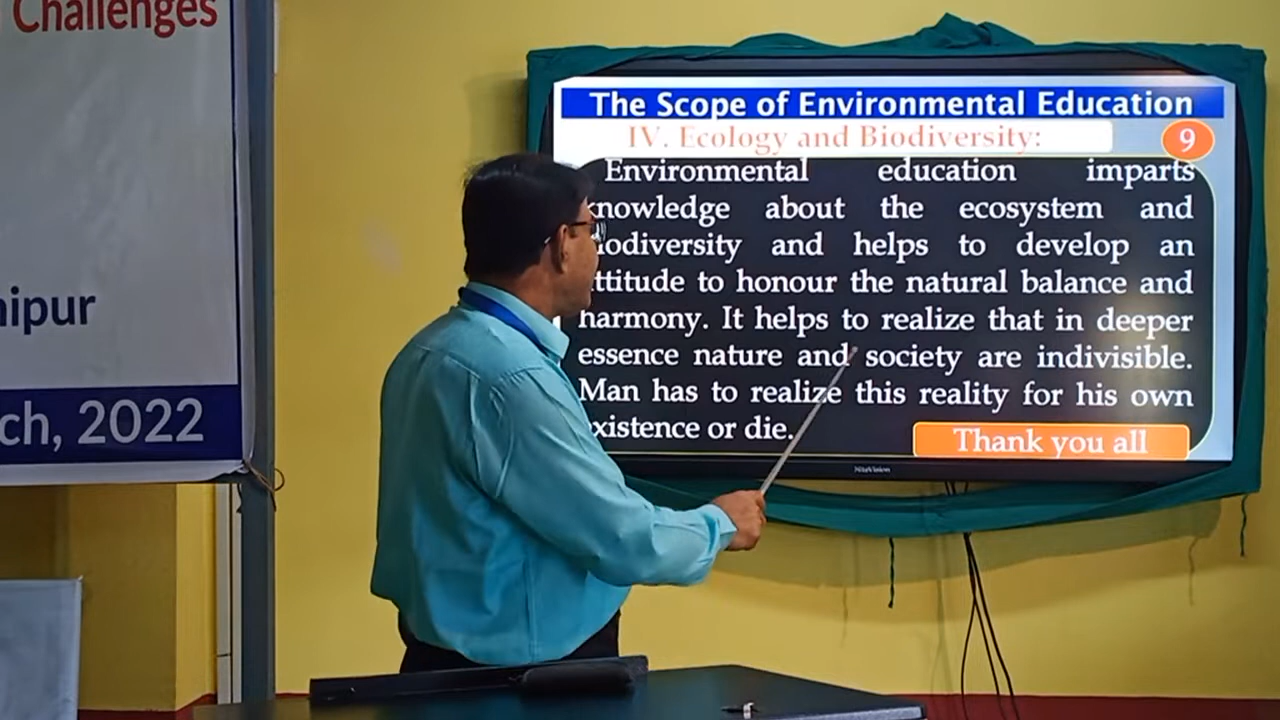 Challenges
nipur
ch, 2022
The Scope of Environmental Education
IV. Ecology and Biodiversity:
9
Environmental education imparts
knowledge about the ecosystem and
iodiversity and helps to develop an
ttitude to honour the natural balance and
harmony. It helps to realize that in deeper
essence nature and society are indivisible.
Man has to realize this reality for his own
xistence or die.
Thank you all